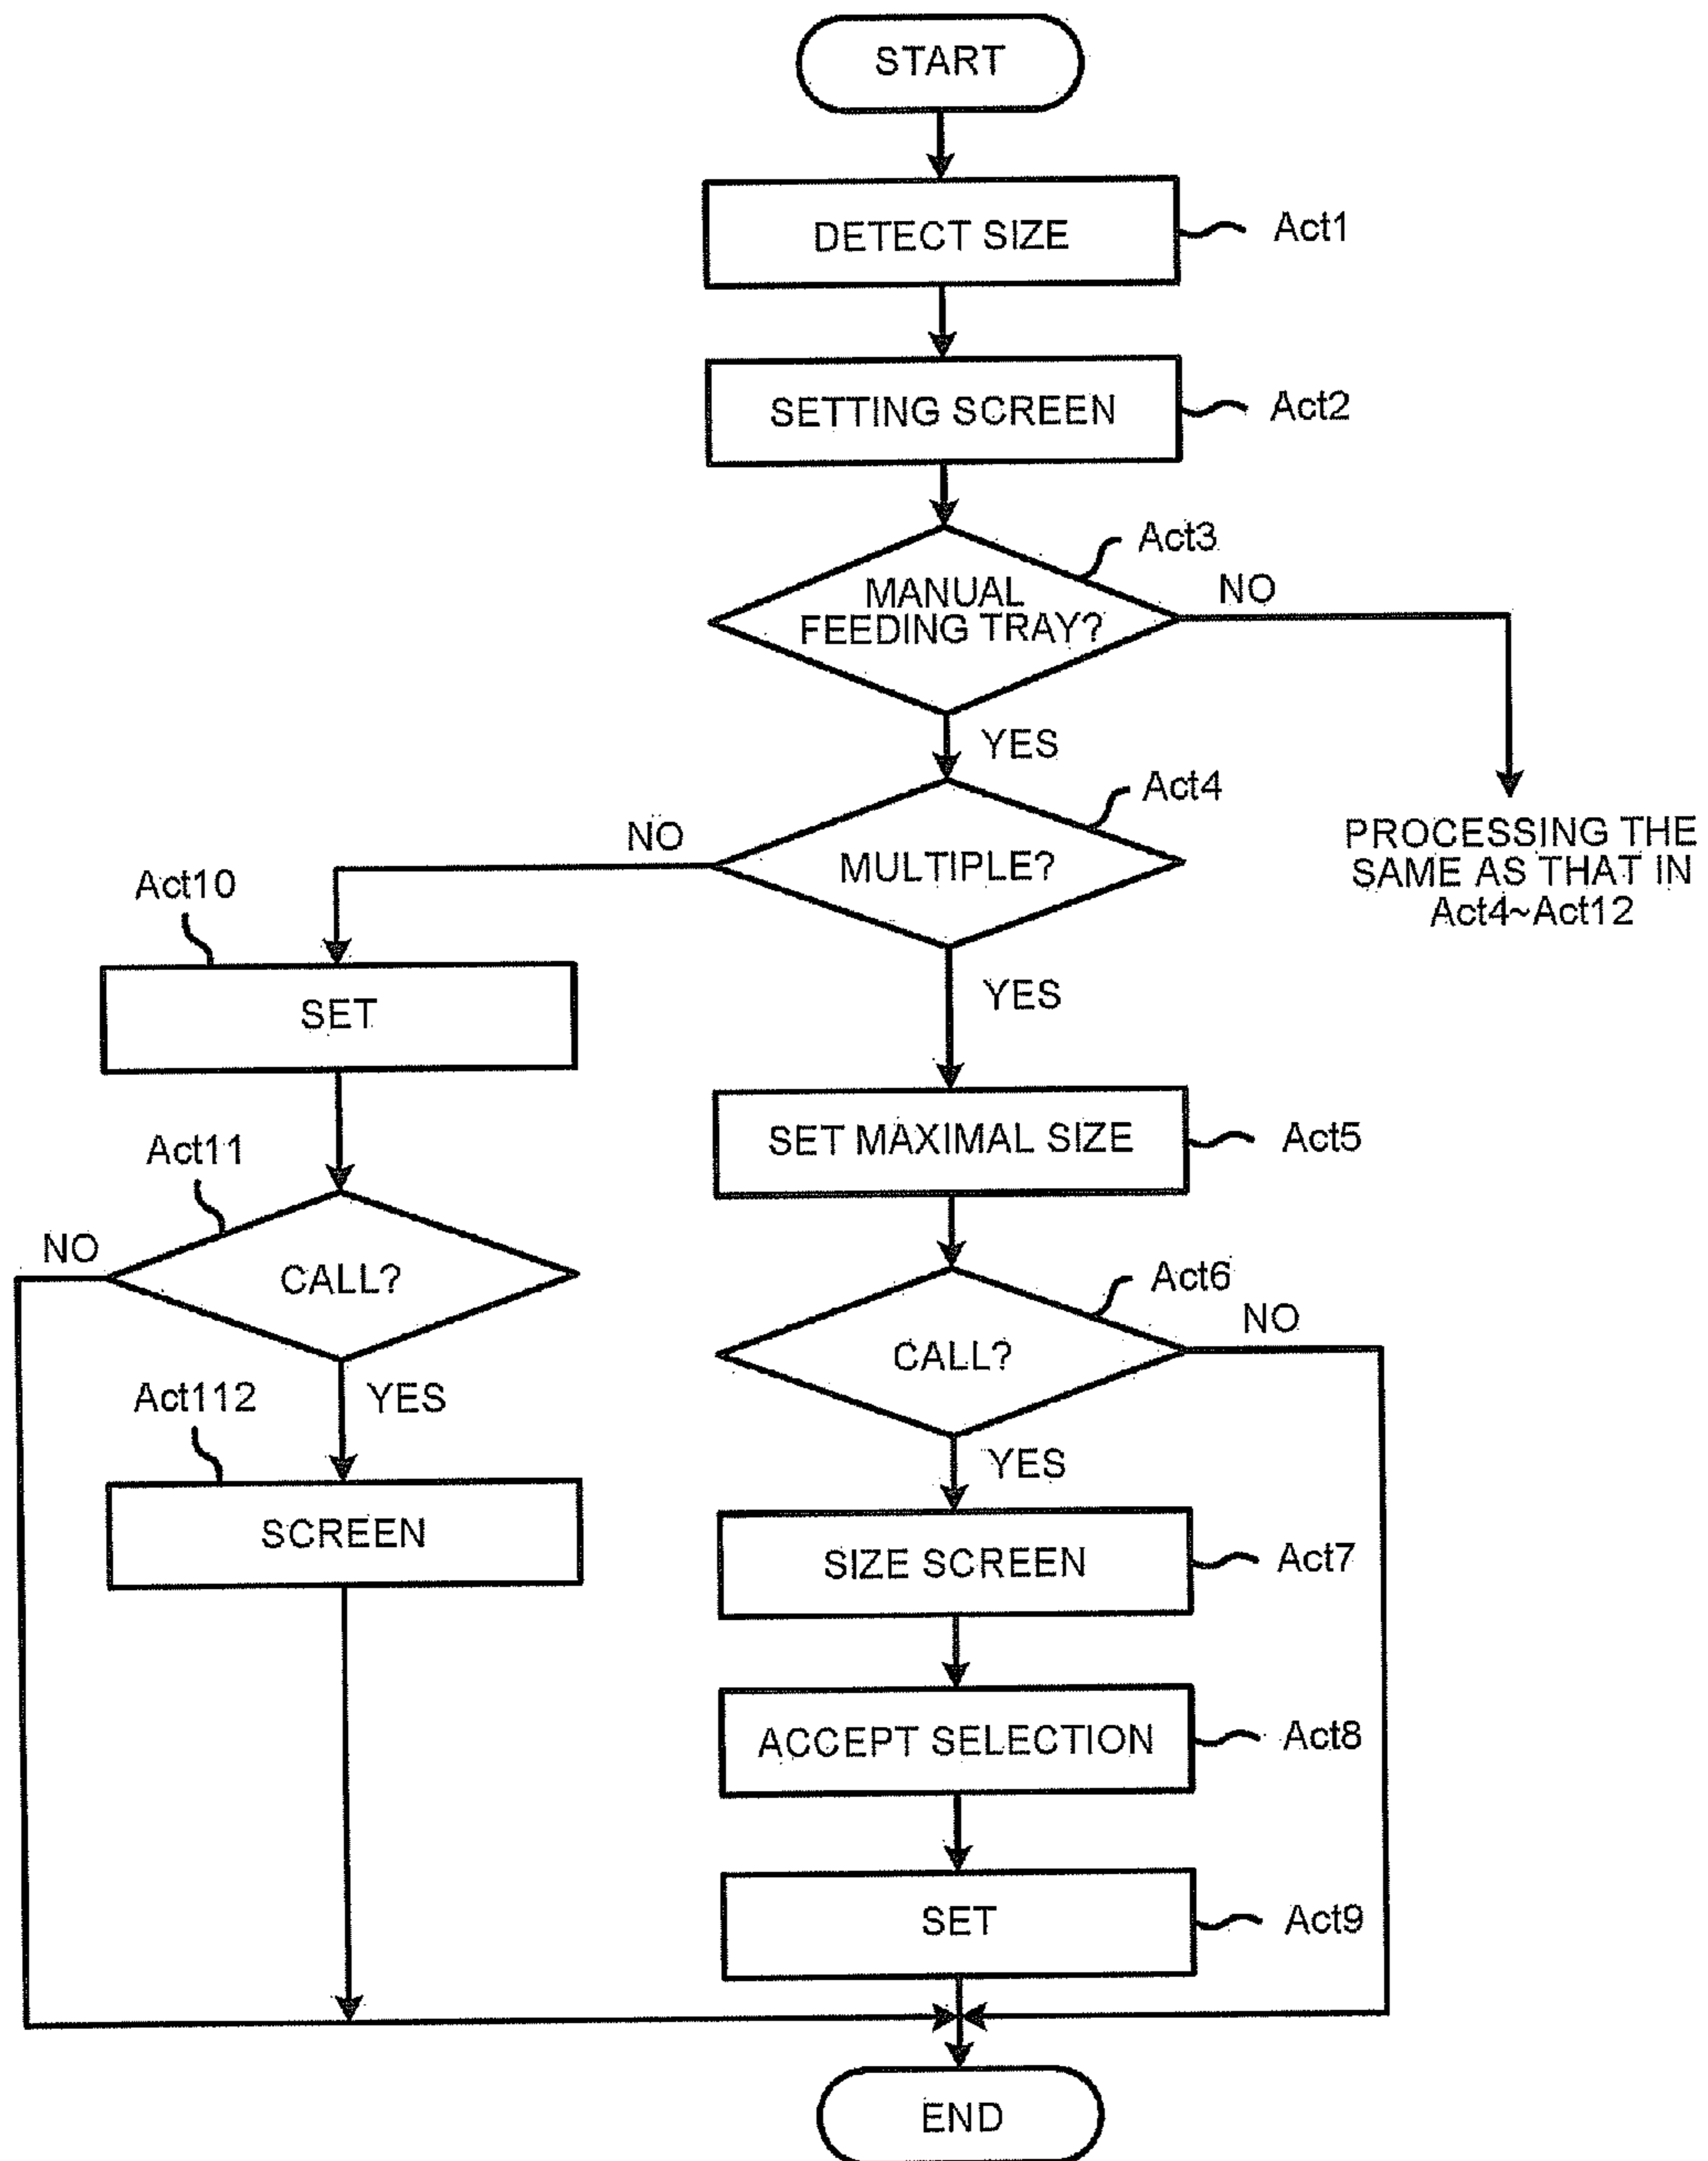 START
DETECT SIZE
Act1
SETTING SCREEN
Act2
Act3
MANUAL
FEEDING TRAY?
NO
YES
PROCESSING THE
SAME AS THAT IN
Act4~Act12
Act4
MULTIPLE?
NO
YES
Act10
SET
Act11
CALL?
NO
YES
Act112
SCREEN
SET MAXIMAL SIZE
Act5
Act6
CALL?
NO
YES
SIZE SCREEN
Act7
ACCEPT SELECTION
Act8
SET
Act9
END